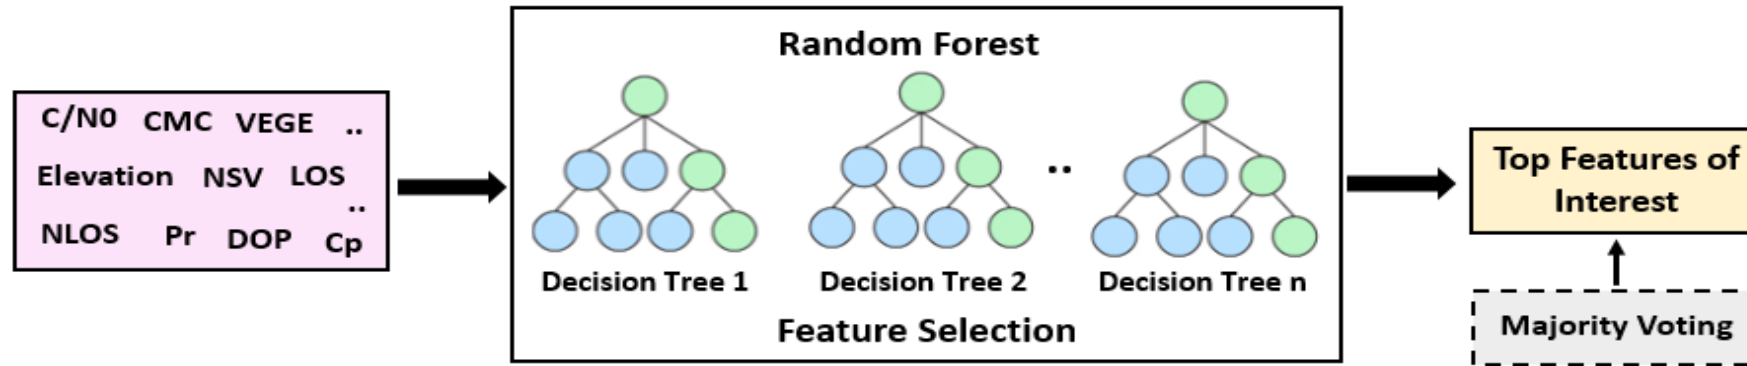 C/N0 CMC VEGE ..
Elevation NSV LOS
..
NLOS Pr DOP Cp
Random Forest
..
Decision Tree 1 Decision Tree 2 Decision Tree n
Feature Selection
Top Features of
Interest
Majority Voting